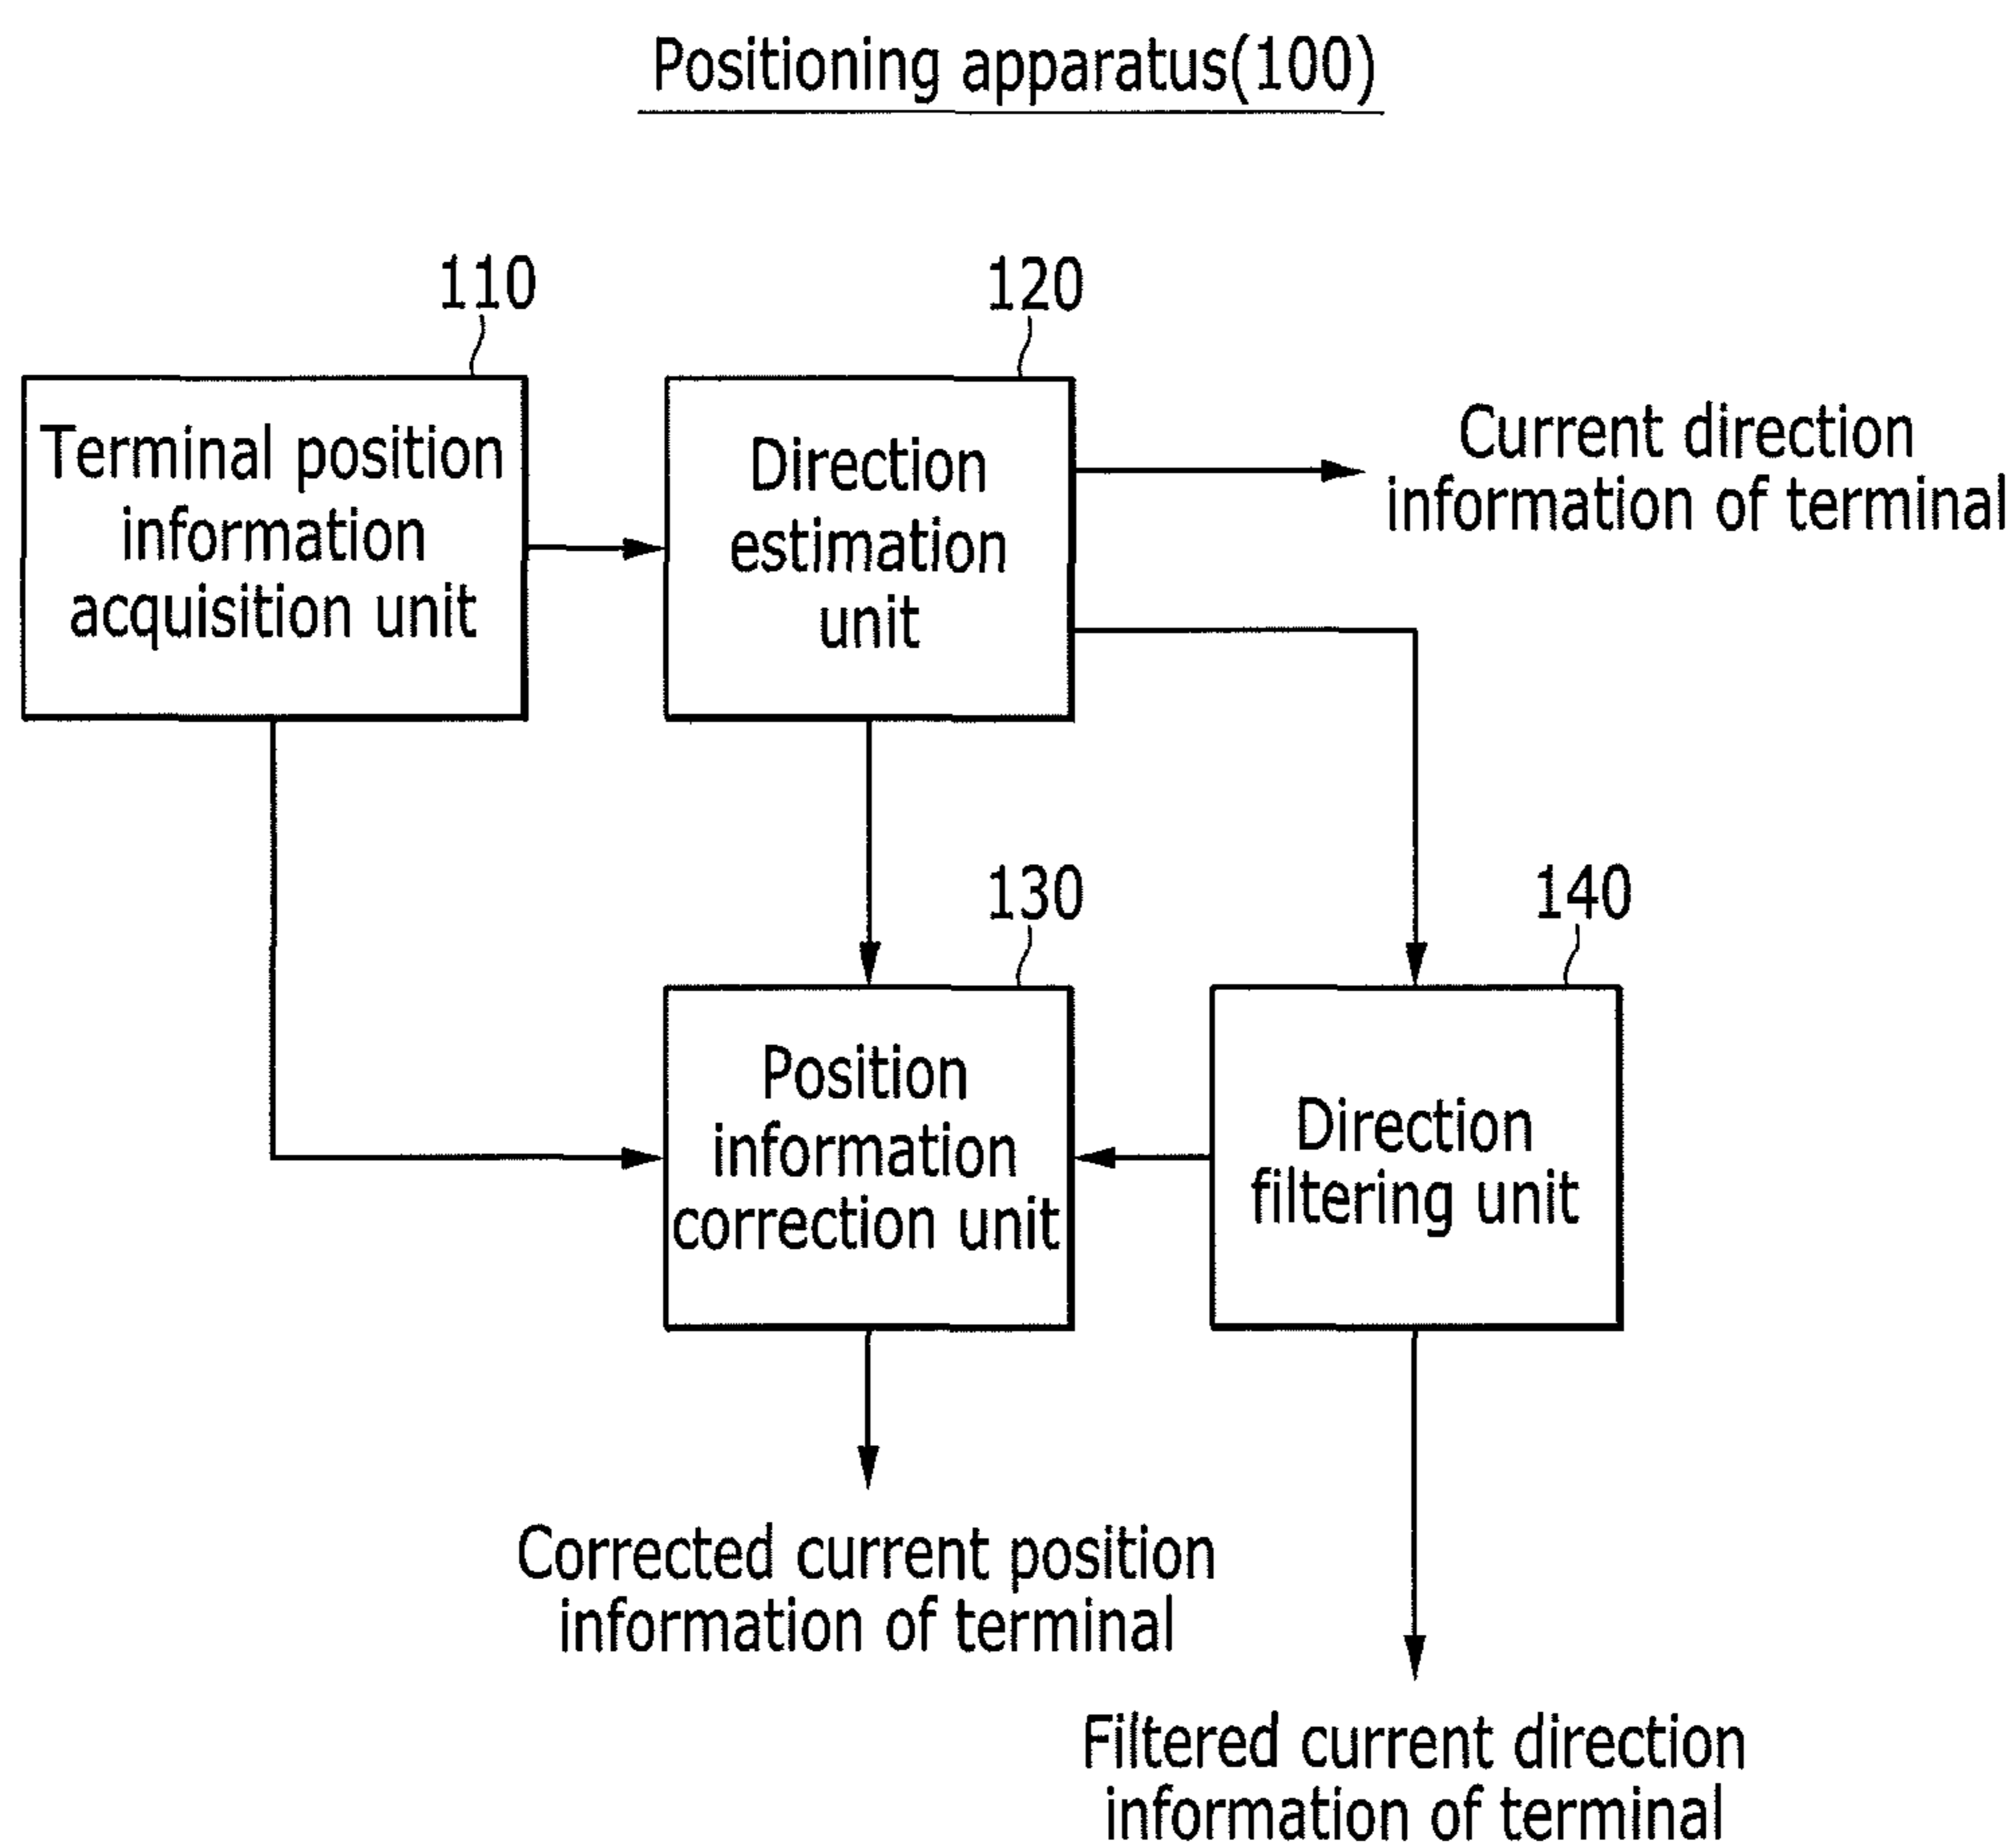 Positioning apparatus(100)
110
120
Terminal position
information
acquisition unit
Direction
estimation
unit
Current direction
information of terminal
130
140
Position
information
correction unit
Direction
filtering unit
Corrected current position
information of terminal
Filtered current direction
information of terminal